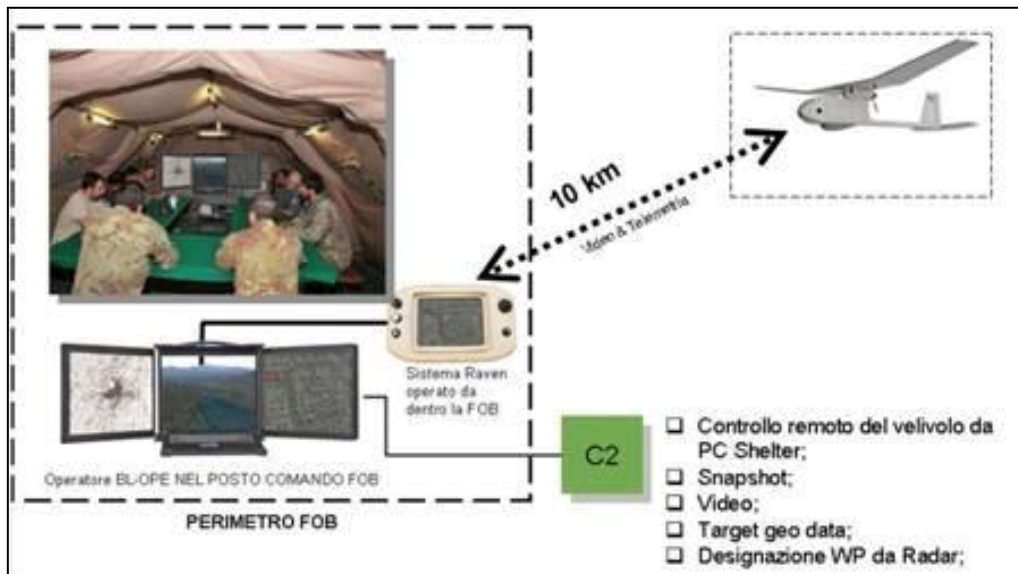 10 km
Video & Telemetria
Sistema Raven
operato da
dentro la FOB
Operatore BL-OPE NEL POSTO COMANDO FOB
PERIMETRO FOB
C2
Controllo remoto del velivolo da
PC Shelter;
Snapshot;
Video;
Target geo data;
Designazione WP da Radar;